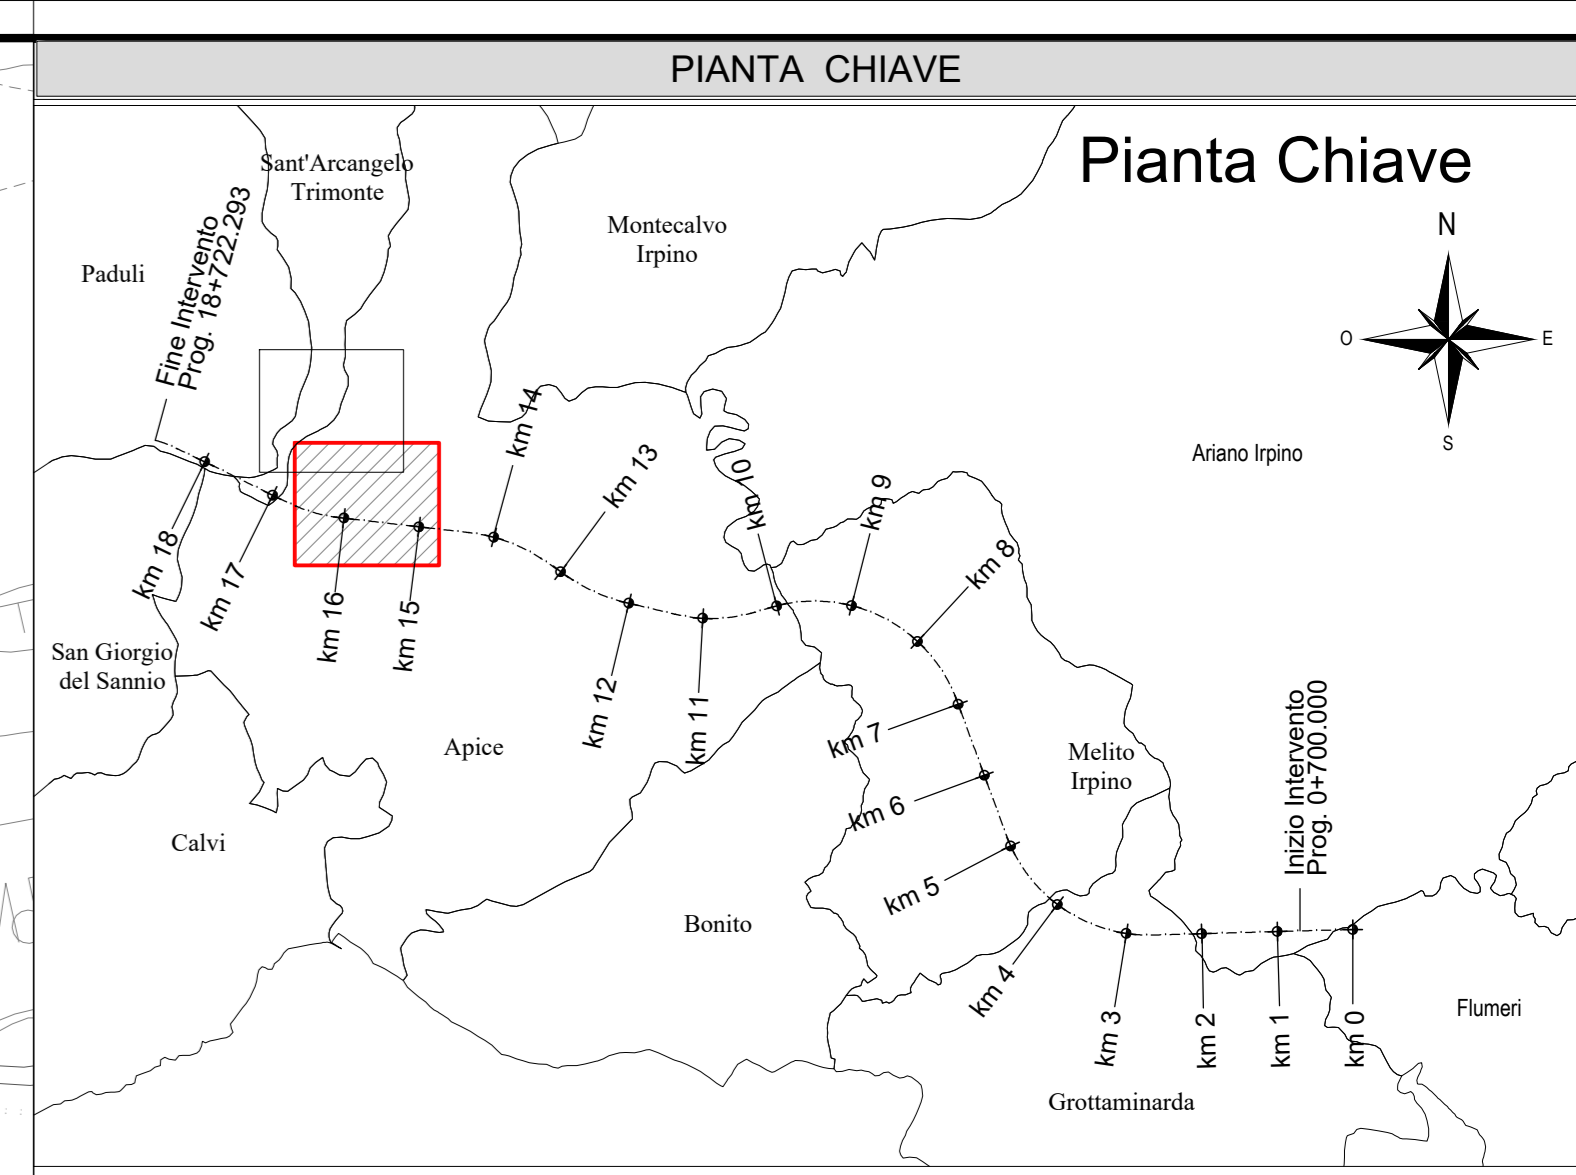 PIANTA CHIAVE
Pianta Chiave
Sant'Arcangelo
Trimonte
Montecalvo
Irpino
Paduli
Fine Intervento
Prog. 18+722.293
N
O
E
S
Ariano Irpino
km 14
km 13
km 10
km 9
km 8
km 18
km 17
km 16
km 15
San Giorgio
del Sannio
km 12
km 11
Apice
km 7
km 6
km 5
Melito
Irpino
Inizio Intervento
Prog. 0+700.000
Calvi
Bonito
km 4
km 3
km 2
km 1
km 0
Flumeri
Grottaminarda